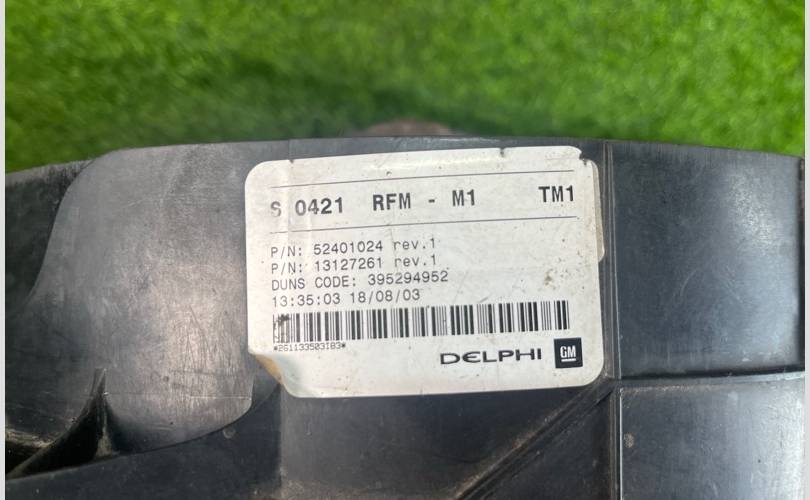 S 0421 RFM - M1 TM1
P/N: 52401024 rev.1
P/N: 13127261 rev.1
DUNS CODE: 395294952
13:35:03 18/08/03
*261133503183*
DELPHI GM